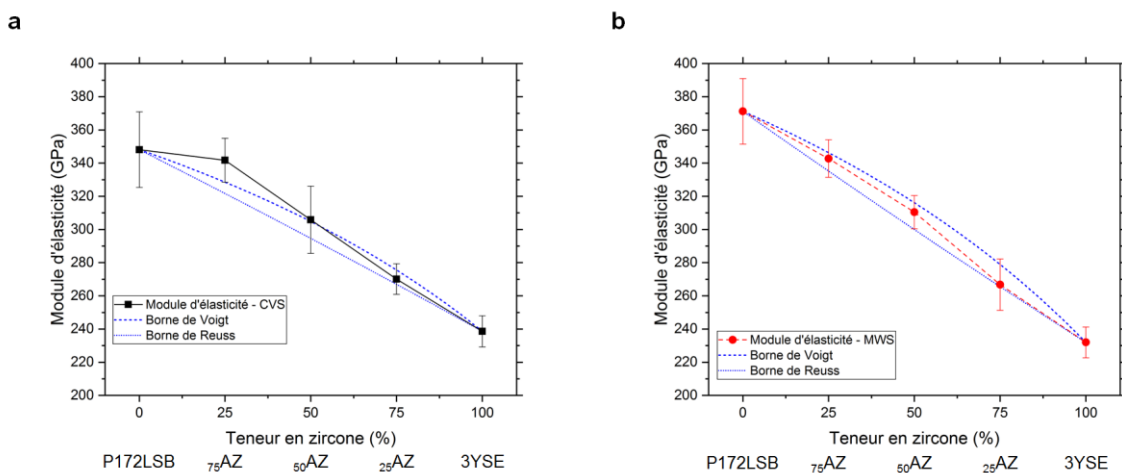 a
Module d'élasticité (GPa)
400
380
360
340
320
300
280
260
240
220
200
Module d'élasticité - CVS
Borne de Voigt
Borne de Reuss
0 25 50 75 100
Teneur en zircone (%)
P172LSB 75AZ 50AZ 25AZ 3YSE
b
Module d'élasticité (GPa)
400
380
360
340
320
300
280
260
240
220
200
Module d'élasticité - MWS
Borne de Voigt
Borne de Reuss
0 25 50 75 100
Teneur en zircone (%)
P172LSB 75AZ 50AZ 25AZ 3YSE